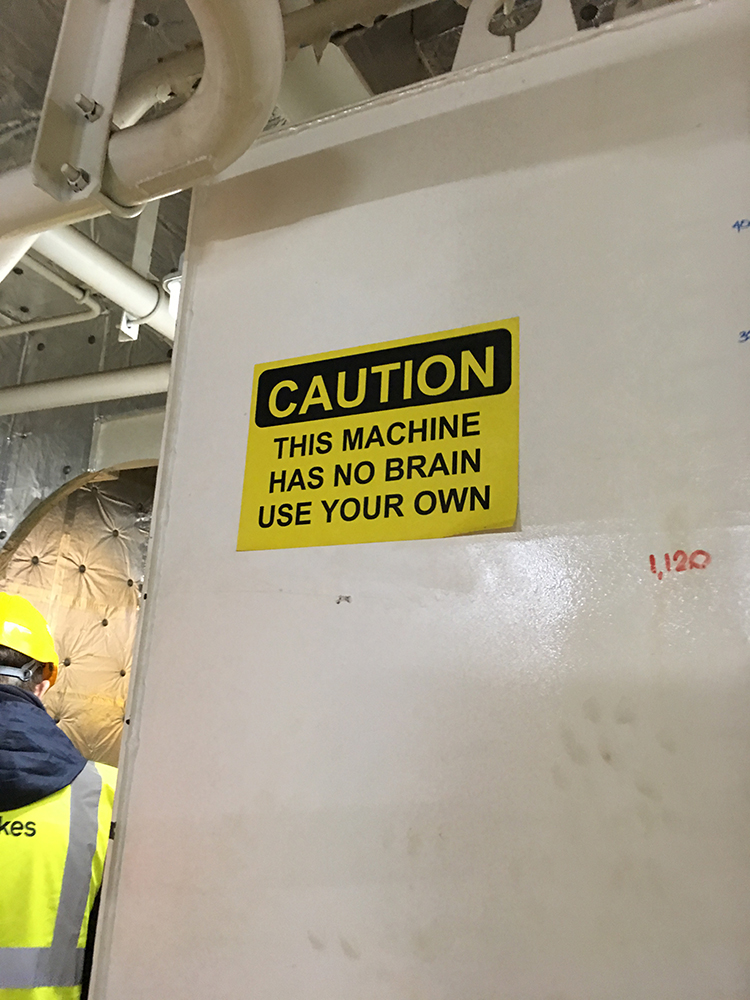 CAUTION
THIS MACHINE
HAS NO BRAIN
USE YOUR OWN
1,120
kes